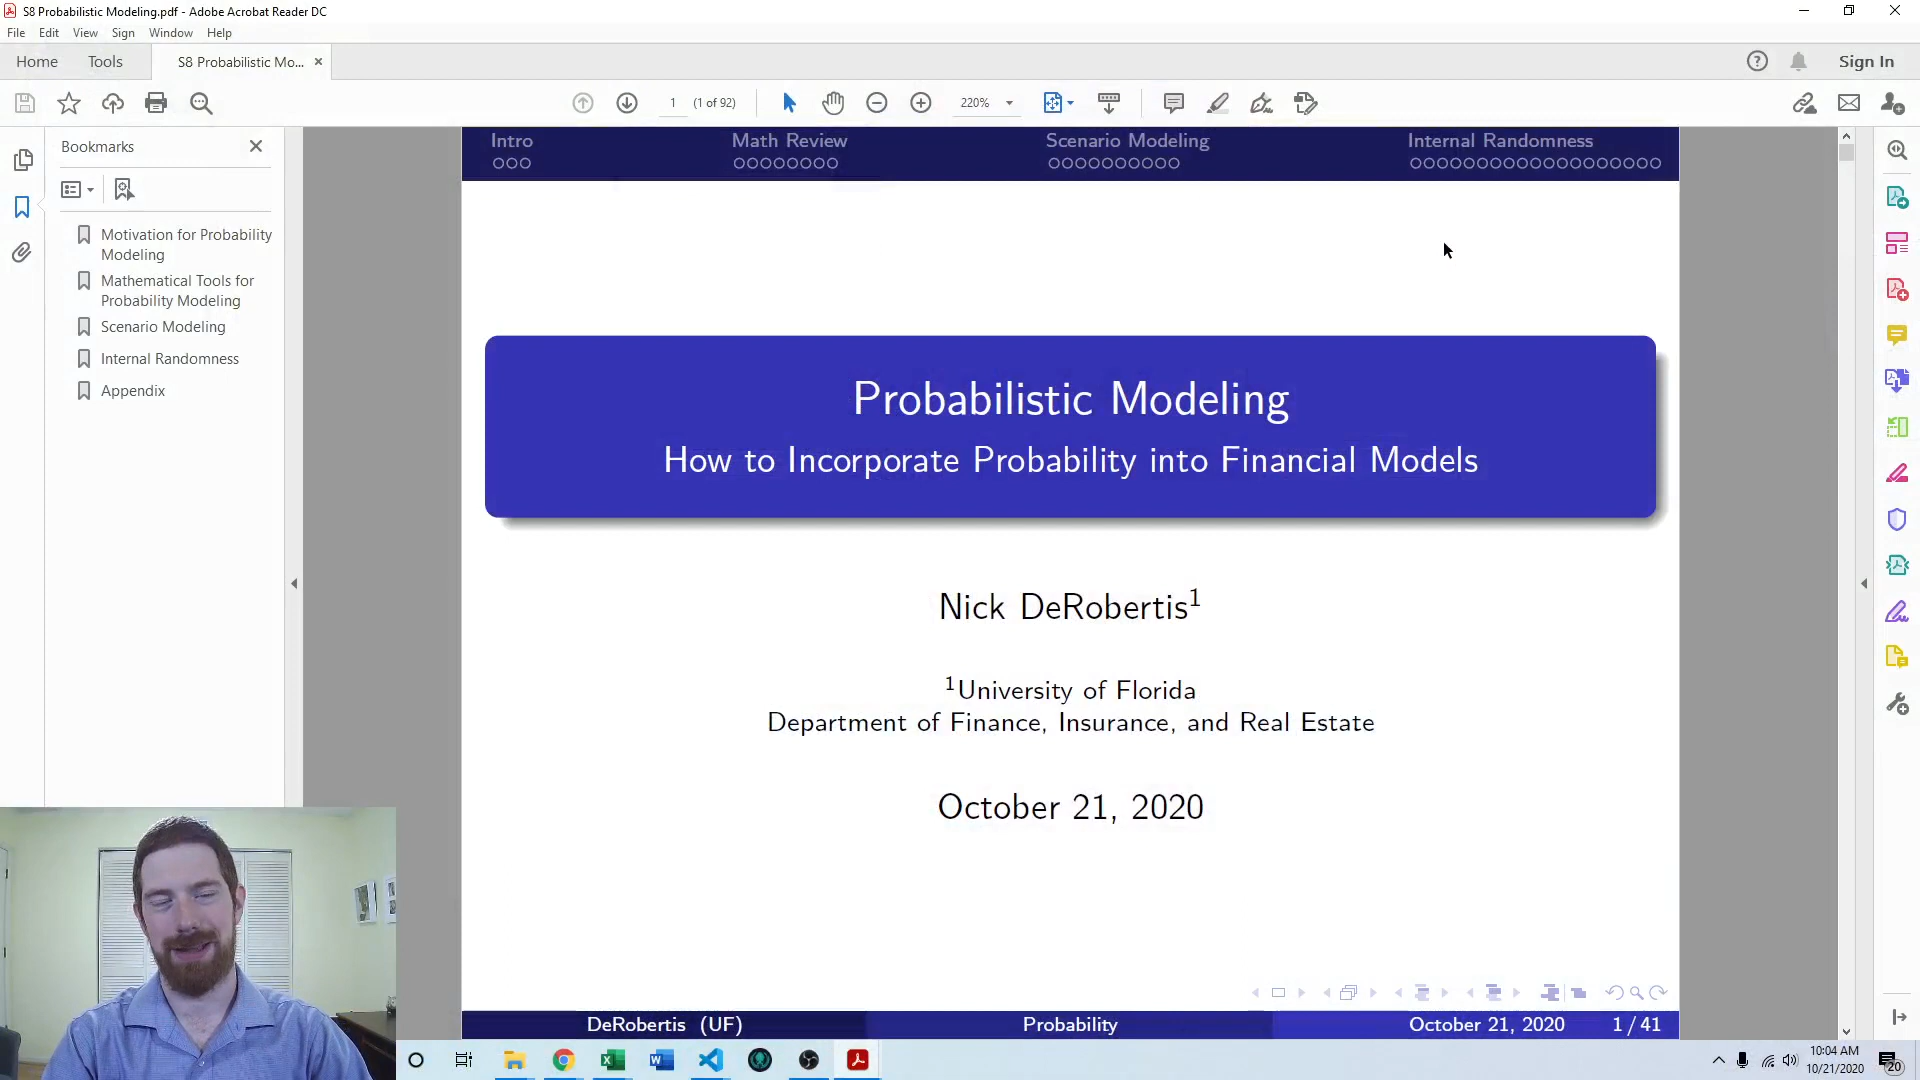 S8 Probabilistic Modeling.pdf - Adobe Acrobat Reader DC
File Edit View Sign Window Help
Home Tools S8 Probabilistic Mo... Sign In
1 (1 of 92) 220%
Bookmarks
Motivation for Probability
Modeling
Mathematical Tools for
Probability Modeling
Scenario Modeling
Internal Randomness
Appendix
Intro Math Review Scenario Modeling Internal Randomness
Probabilistic Modeling
How to Incorporate Probability into Financial Models
Nick DeRobertis1
1University of Florida
Department of Finance, Insurance, and Real Estate
October 21, 2020
DeRobertis (UF) Probability October 21, 2020 1 / 41
10:04 AM
10/21/2020
20